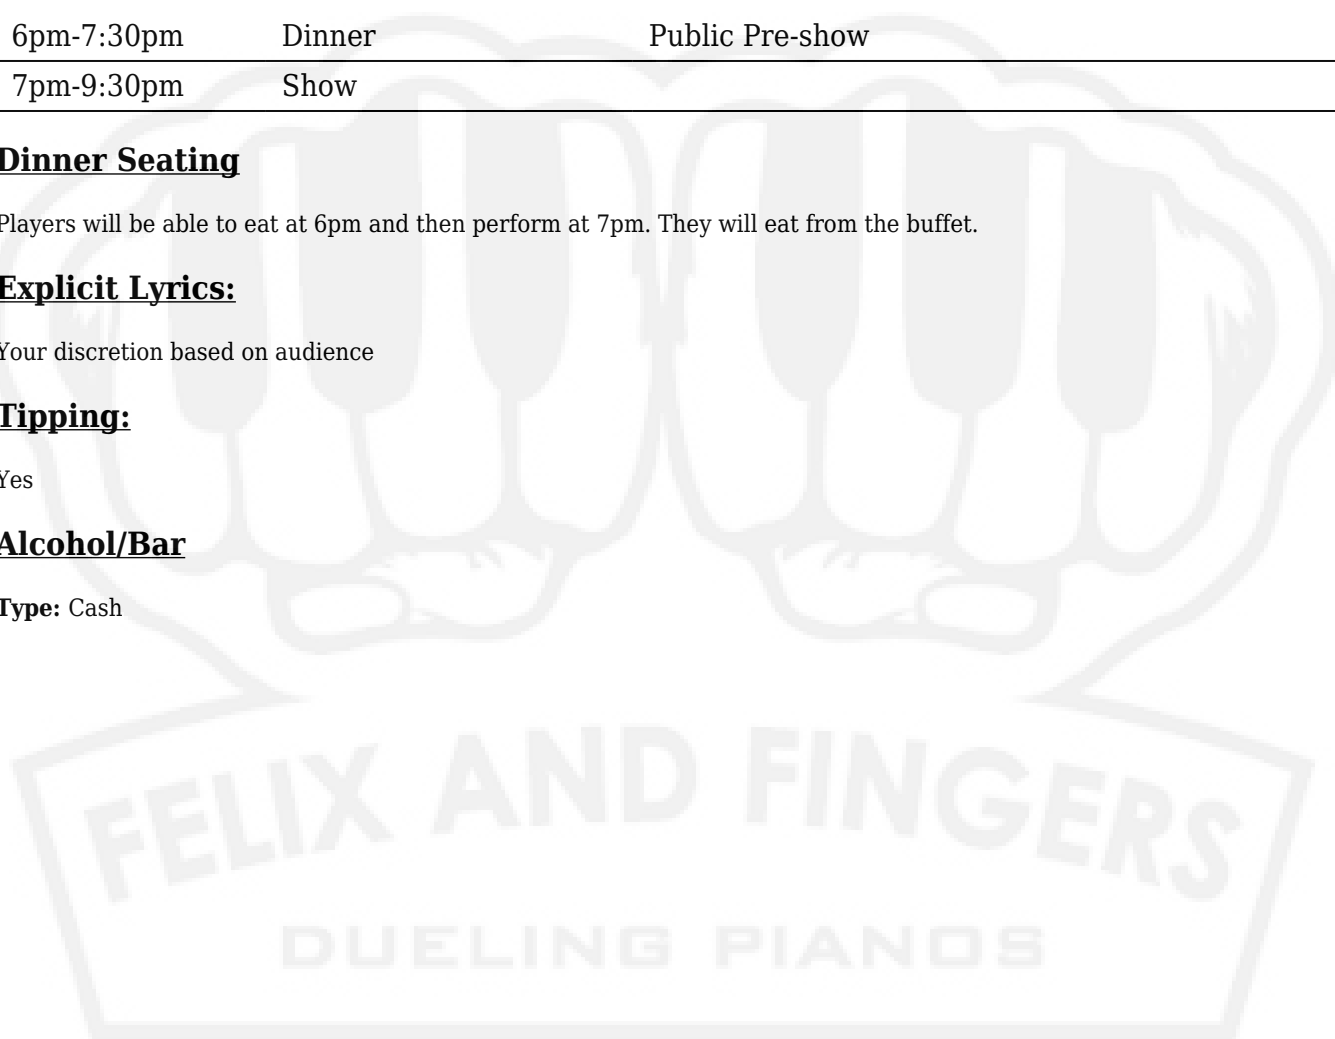 6pm-7:30pm Dinner Public Pre-show
7pm-9:30pm Show
Dinner Seating
Players will be able to eat at 6pm and then perform at 7pm. They will eat from the buffet.
Explicit Lyrics:
Your discretion based on audience
Tipping:
Yes
Alcohol/Bar
Type: Cash
FELIX AND FINGERS
DUELING PIANOS